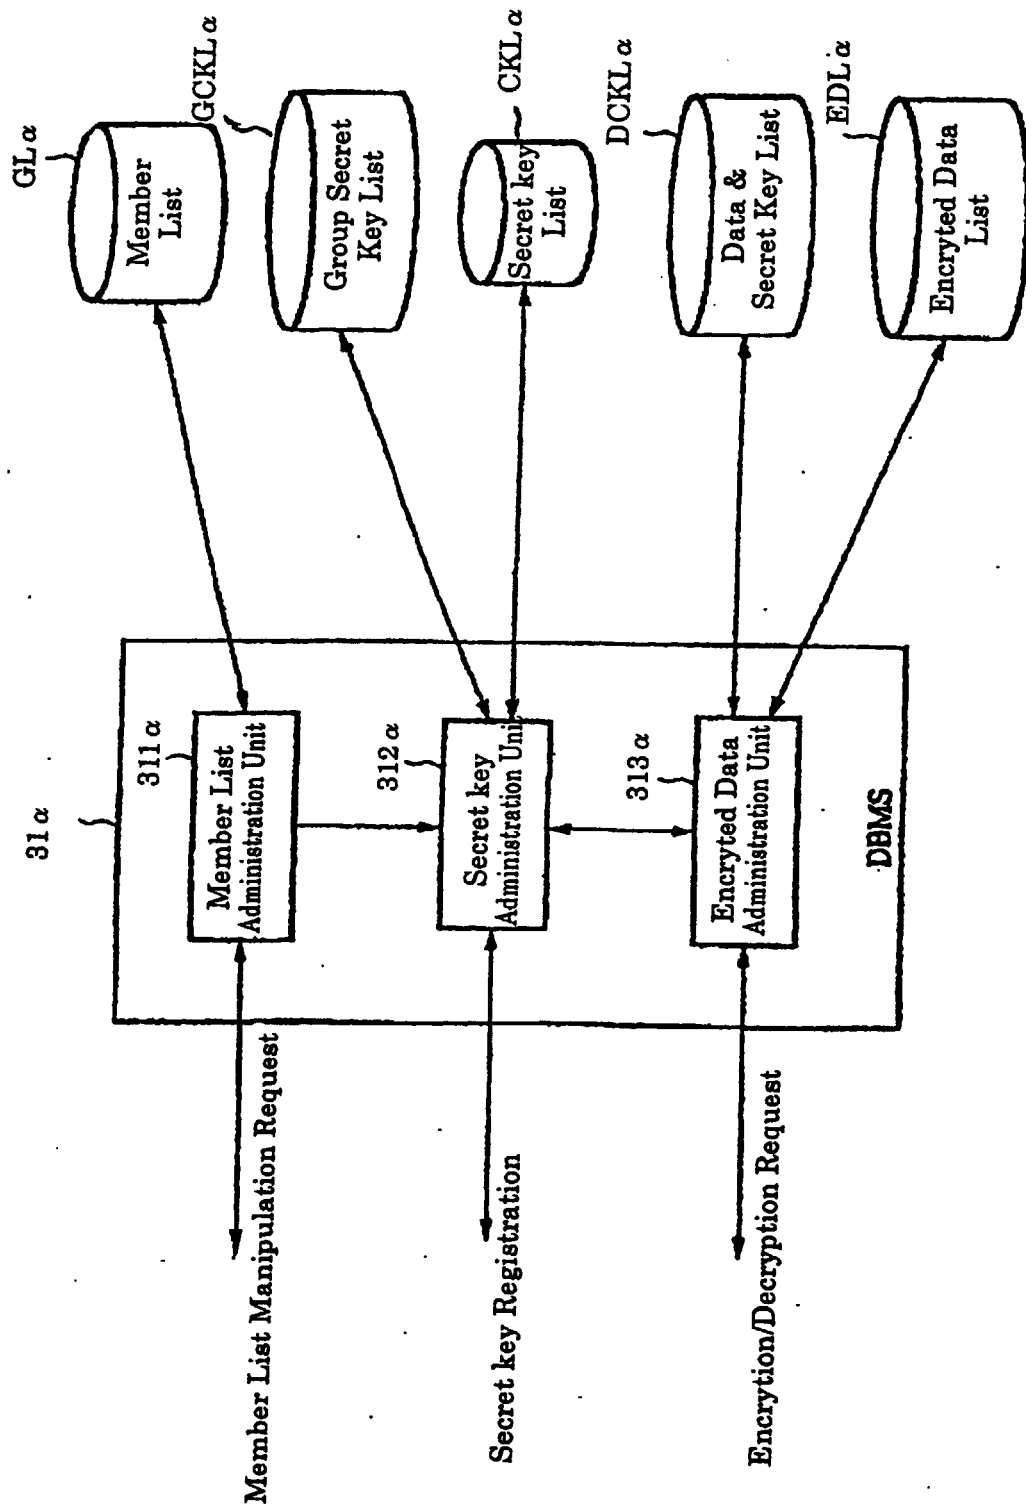 31α
311α
Member List
Administration Unit
312α
Secret key
Administration Unit
313α
Encryted Data
Administration Unit
DBMS
Member List Manipulation Request
Secret key Registration
Encrytion/Decryption Request
GLα
Member
List
GCKLα
Group Secret
Key List
CKLα
Secret key
List
DCKLα
Data &
Secret Key List
EDLα
Encryted Data
List